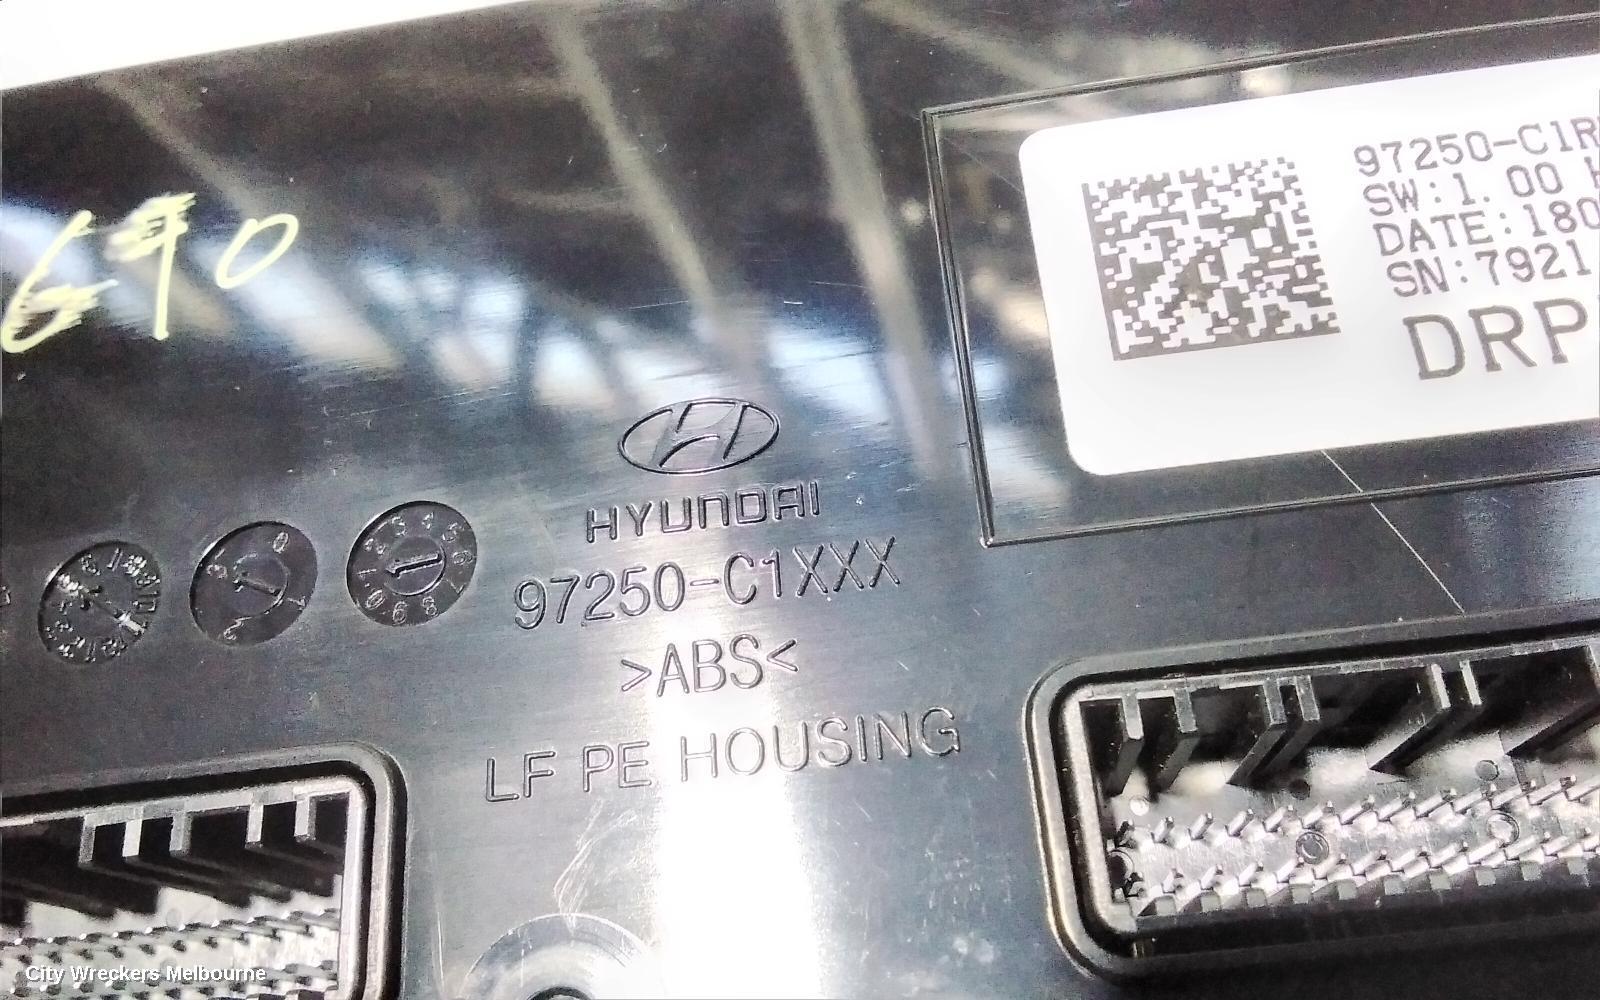 97250-C1R
SW:1.00
DATE:180
SN:7921
DRP
HYUNDAI
97250-C1XXX
>ABS<
LF PE HOUSING
City Wreckers Melbourne